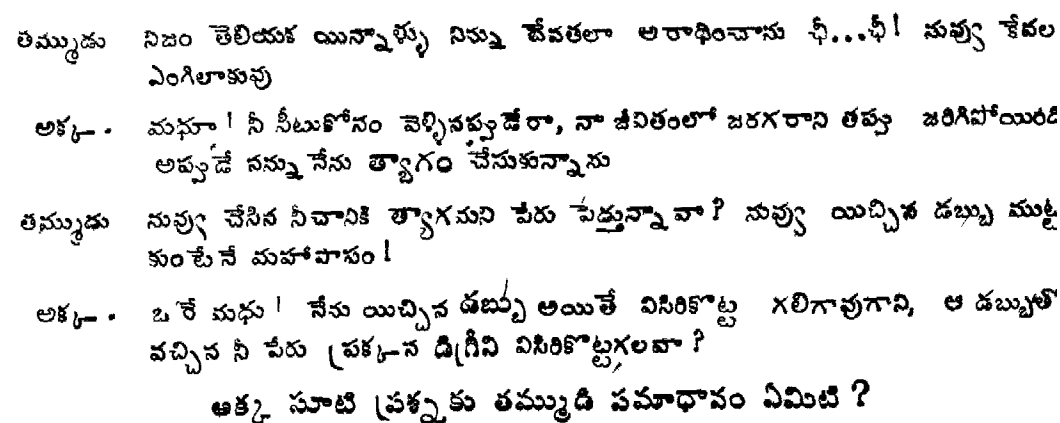 తమ్ముడు నిజం తెలియక యిన్నాళ్ళు నిన్ను దేవతలా ఆరాధించాను ఛీ...ఛీ! నువ్వు కేవల
ఎంగిలాకువు
అక్క - . మధూ! నీ సీటుకోసం వెళ్ళినప్పుడేరా, నా జీవితంలో జరగరాని తప్పు జరిగిపోయింది
అప్పుడే నన్ను నేను త్యాగం చేసుకున్నాను
తమ్ముడు నువ్వు చేసిన నీచానికి త్యాగమని పేరు పెడ్తున్నావా? నువ్వు యిచ్చిన డబ్బు ముట్ట
కుంటేనే మహాపాపం!
అక్క - . ఒరే మధు! నేను యిచ్చిన డబ్బు అయితే విసిరికొట్ట గలిగావుగాని, ఆ డబ్బుతో
వచ్చిన నీ పేరు ప్రక్కన డిగ్రీని విసిరికొట్టగలవా?
అక్క సూటి ప్రశ్నకు తమ్ముడి సమాధానం ఏమిటి?